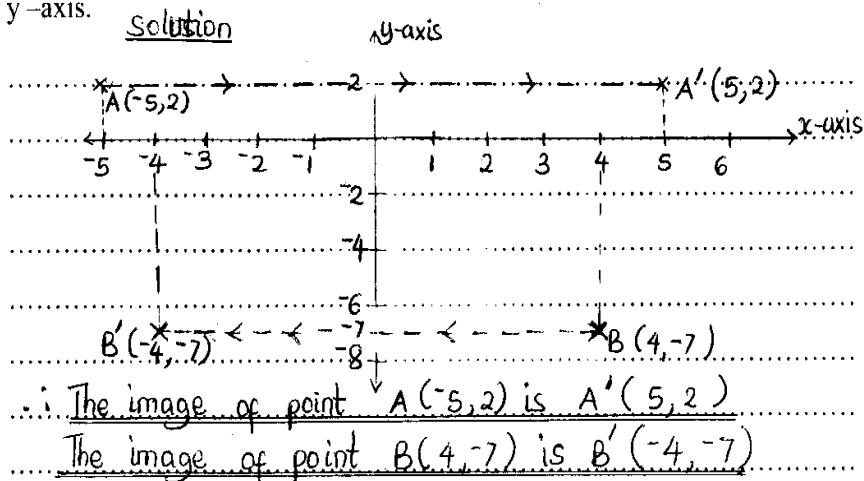 y –axis.
Solution
y-axis
2
A(⁻5,2)
A'(5,2)
x-axis
⁻5 ⁻4 ⁻3 ⁻2 ⁻1 1 2 3 4 5 6
⁻2
⁻4
⁻6
⁻7
B'(⁻4,⁻7)
B(4,⁻7)
⁻8
∴ The image of point A(⁻5,2) is A'(5,2)
The image of point B(4,⁻7) is B'(⁻4,⁻7)